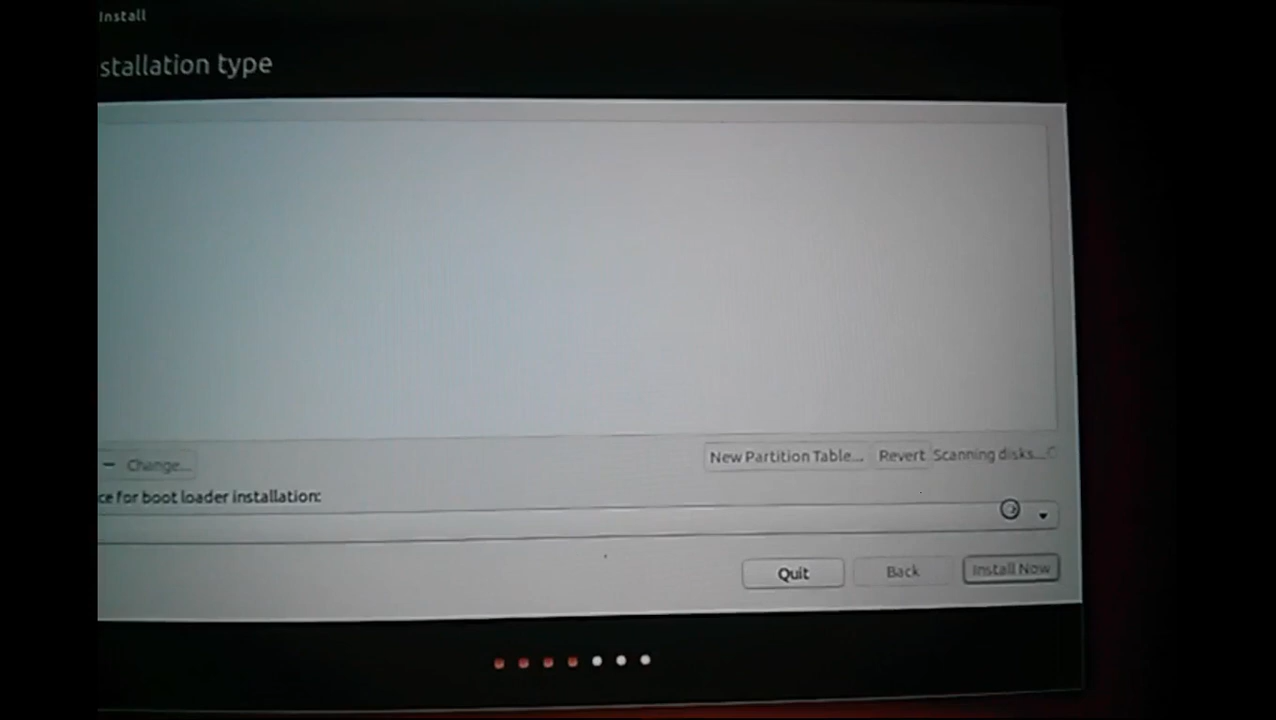 Install
stallation type
Change...
New Partition Table... Revert Scanning disks...
ce for boot loader installation:
Quit Back Install Now